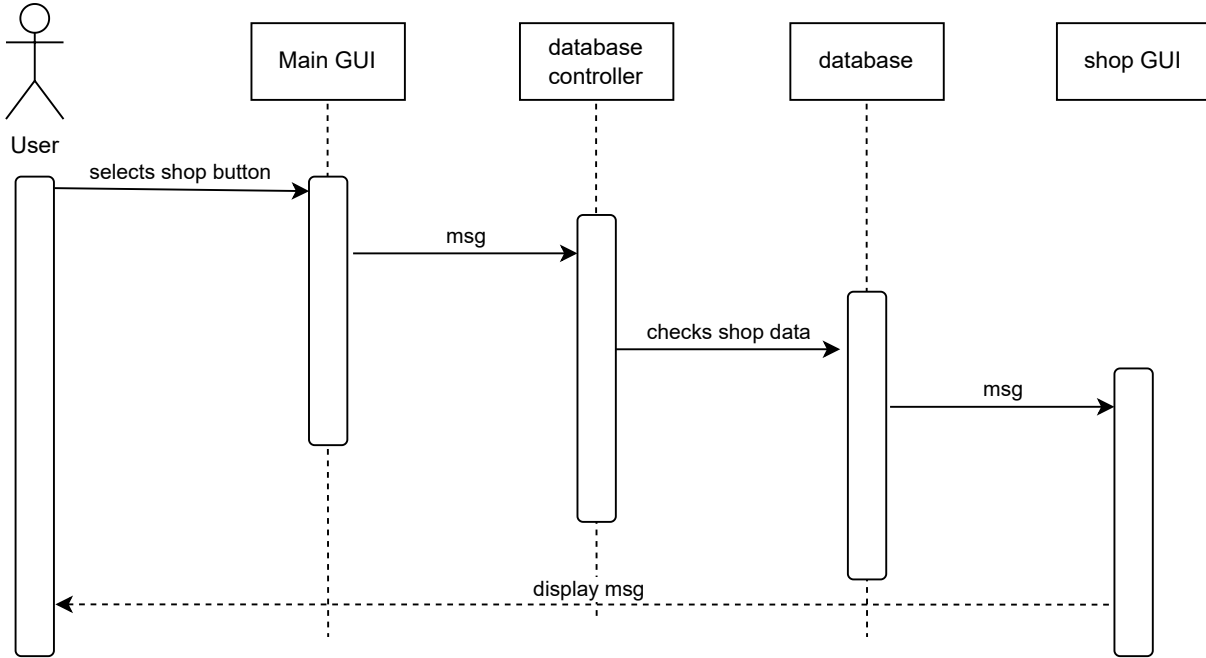 Main GUI
database
controller
database
shop GUI
User
selects shop button
msg
checks shop data
msg
display msg